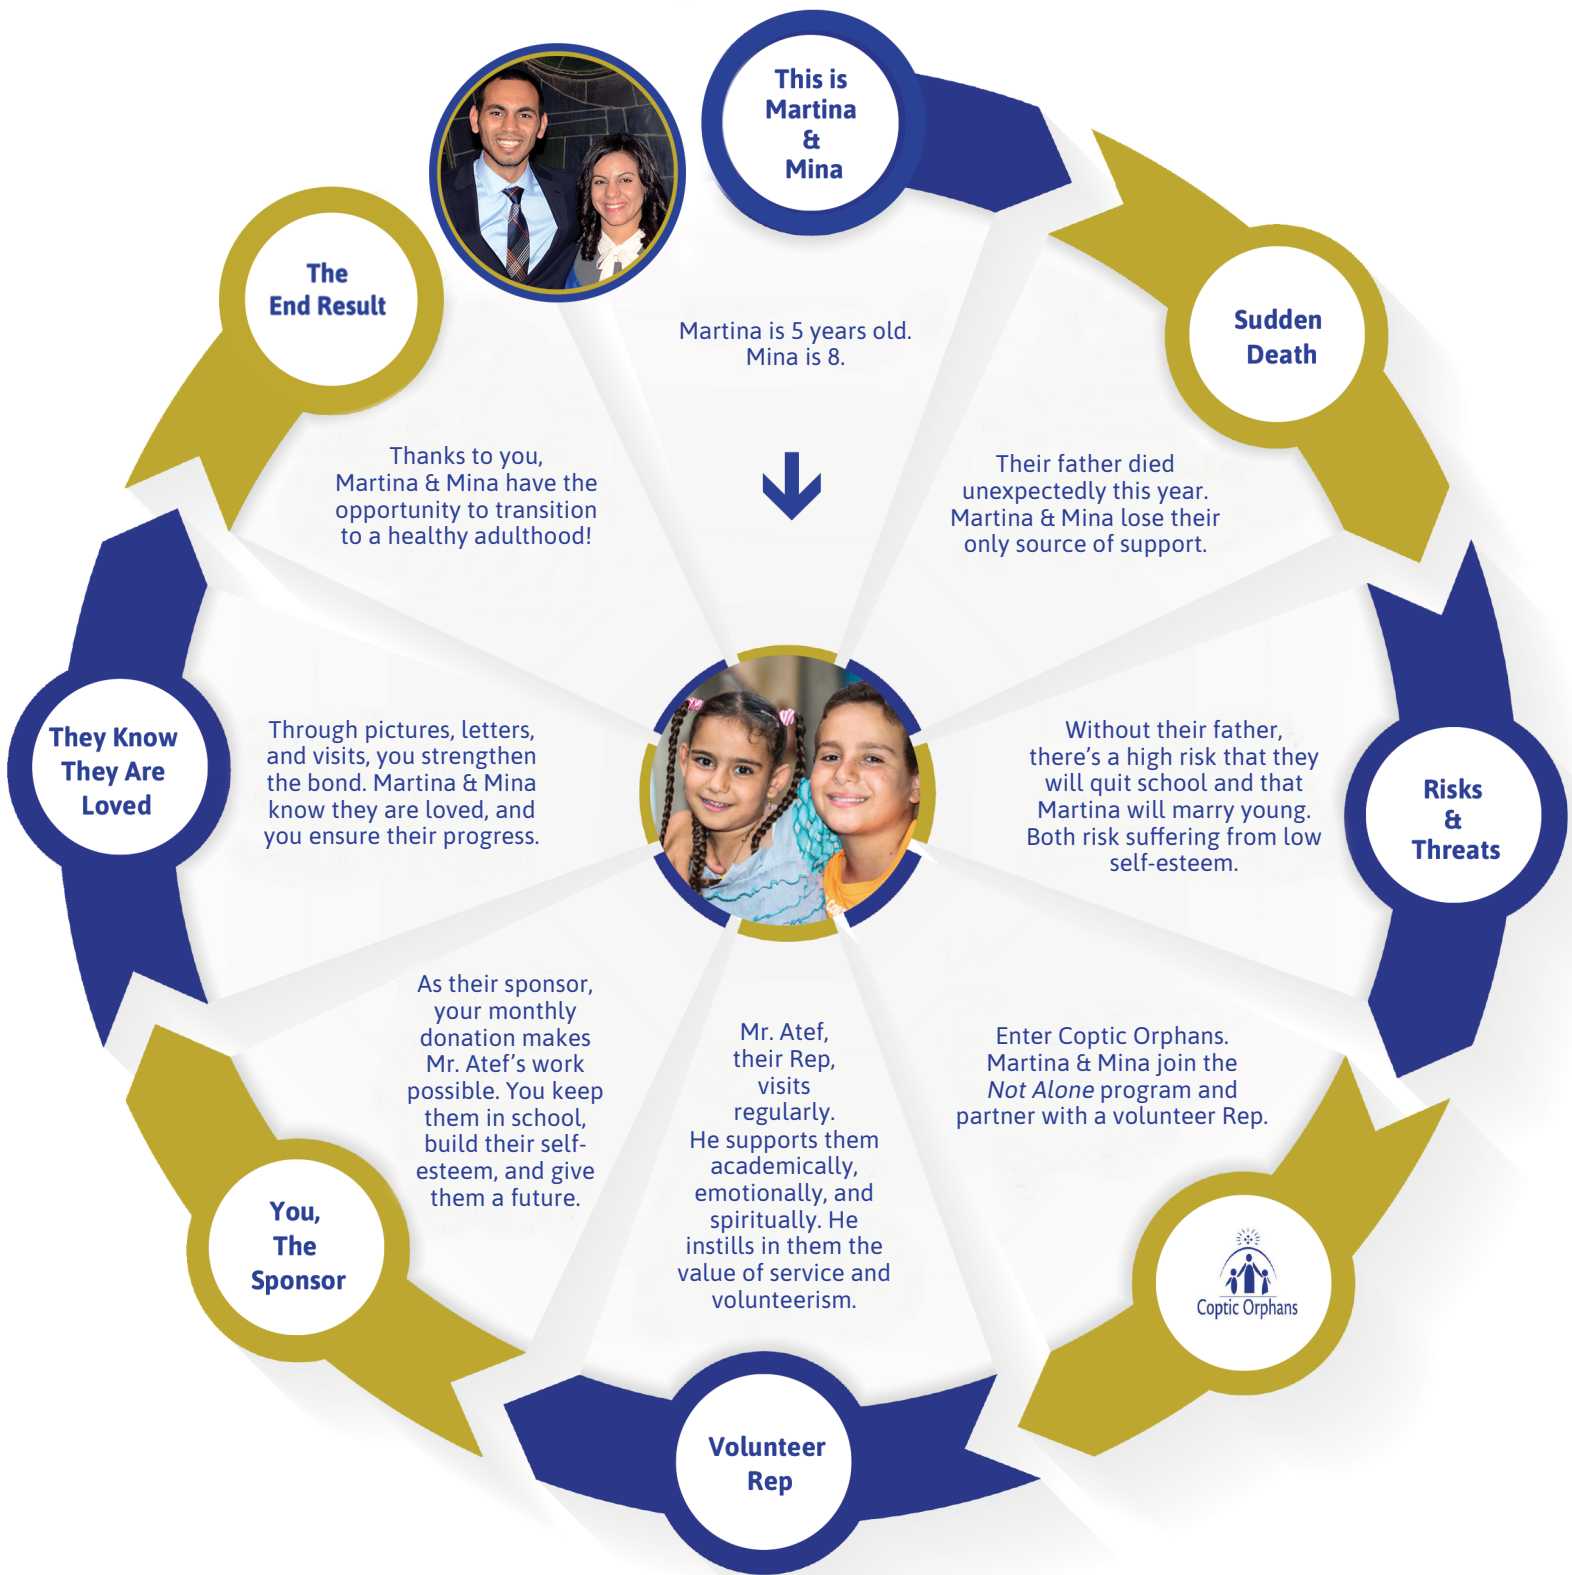 This is
Martina
&
Mina
Martina is 5 years old.
Mina is 8.
Sudden
Death
Their father died
unexpectedly this year.
Martina & Mina lose their
only source of support.
Risks
&
Threats
Without their father,
there's a high risk that they
will quit school and that
Martina will marry young.
Both risk suffering from low
self-esteem.
Coptic Orphans
Enter Coptic Orphans.
Martina & Mina join the
Not Alone program and
partner with a volunteer Rep.
Volunteer
Rep
Mr. Atef,
their Rep,
visits
regularly.
He supports them
academically,
emotionally, and
spiritually. He
instills in them the
value of service and
volunteerism.
You,
The
Sponsor
As their sponsor,
your monthly
donation makes
Mr. Atef's work
possible. You keep
them in school,
build their self-
esteem, and give
them a future.
They Know
They Are
Loved
Through pictures, letters,
and visits, you strengthen
the bond. Martina & Mina
know they are loved, and
you ensure their progress.
The
End Result
Thanks to you,
Martina & Mina have the
opportunity to transition
to a healthy adulthood!